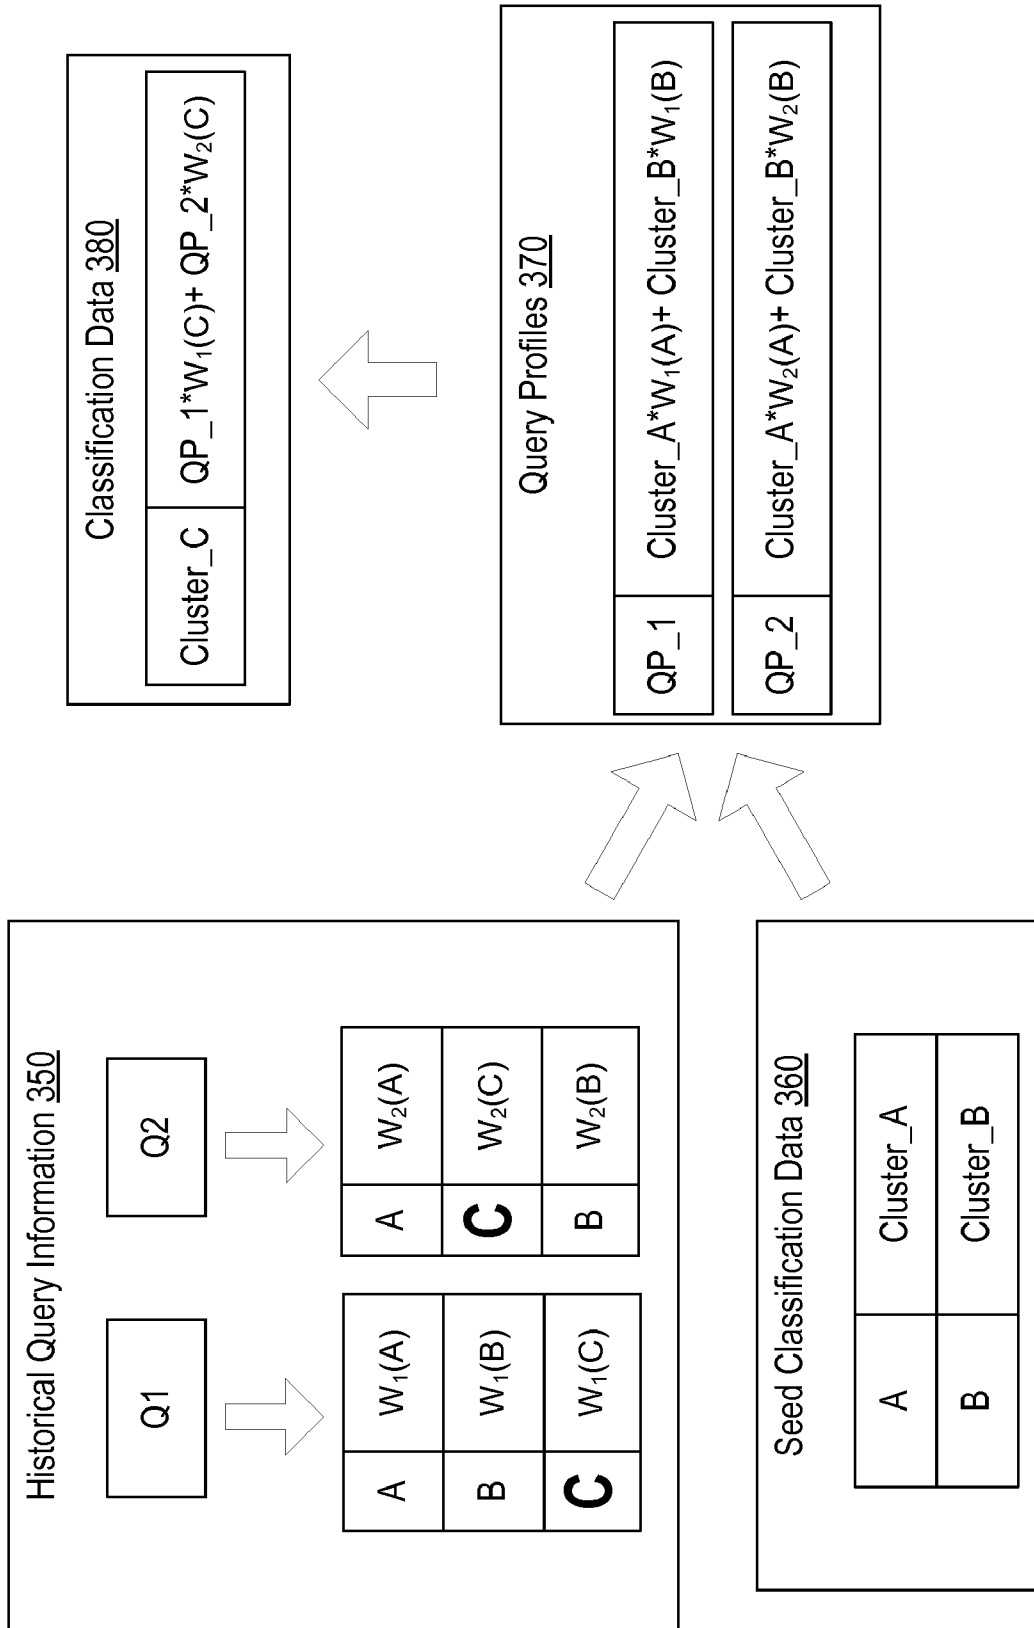 Historical Query Information 350
Q1
Q2
A W₁(A)
B W₁(B)
C W₁(C)
A W₂(A)
C W₂(C)
B W₂(B)
Seed Classification Data 360
A Cluster_A
B Cluster_B
Classification Data 380
Cluster_C QP_1*W₁(C)+ QP_2*W₂(C)
Query Profiles 370
QP_1 Cluster_A*W₁(A)+ Cluster_B*W₁(B)
QP_2 Cluster_A*W₂(A)+ Cluster_B*W₂(B)